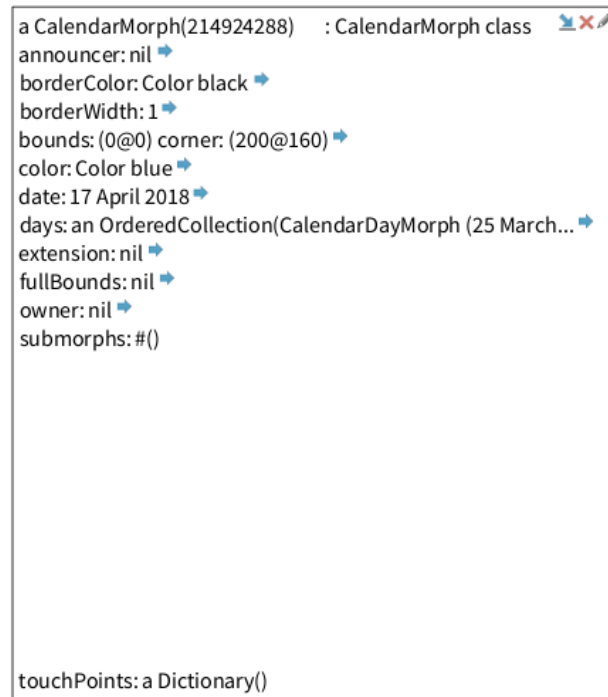 a CalendarMorph(214924288) : CalendarMorph class
announcer: nil
borderColor: Color black
borderWidth: 1
bounds: (0@0) corner: (200@160)
color: Color blue
date: 17 April 2018
days: an OrderedCollection(CalendarDayMorph (25 March...
extension: nil
fullBounds: nil
owner: nil
submorphs: #()
touchPoints: a Dictionary()